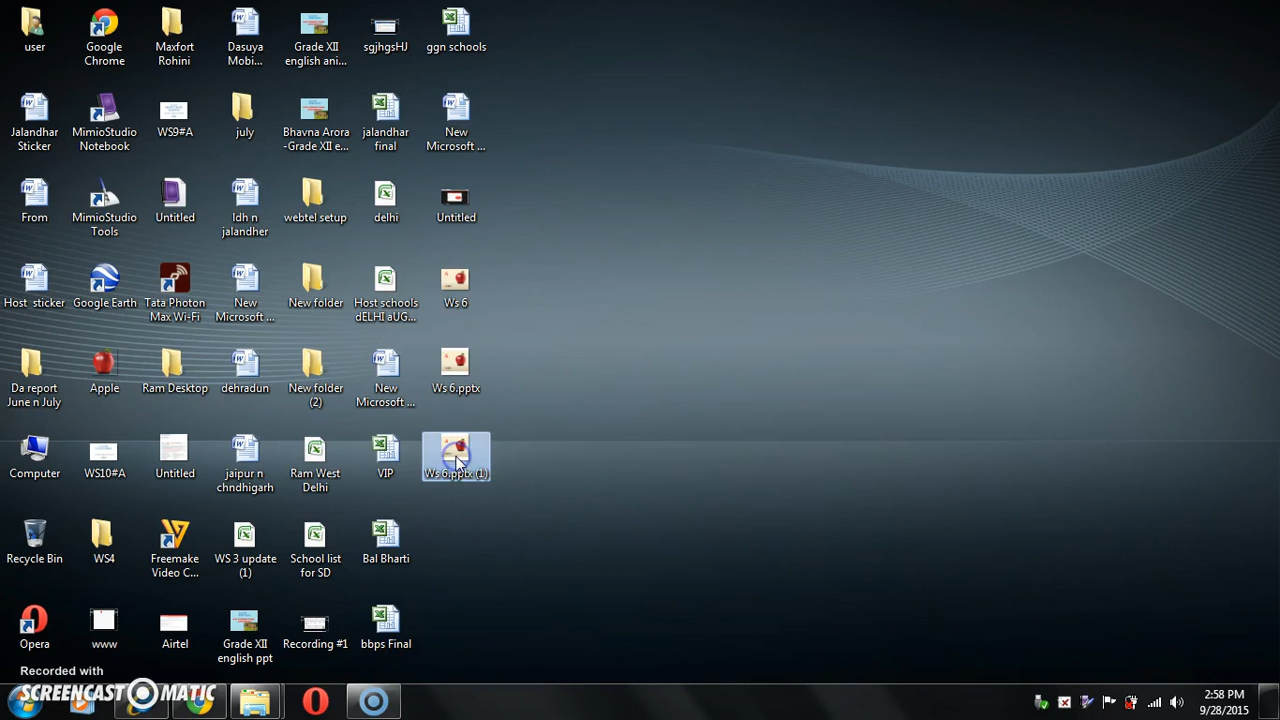 user
Google
Chrome
Maxfort
Rohini
Dasuya
Mobi...
Grade XII
english ani...
sgjhgsHJ
ggn schools
Jalandhar
Sticker
MimioStudio
Notebook
WS9#A
july
Bhavna Arora
-Grade XII e...
jalandhar
final
New
Microsoft ...
From
MimioStudio
Tools
Untitled
ldh n
jalandher
webtel setup
delhi
Untitled
Host sticker
Google Earth
Tata Photon
Max Wi-Fi
New
Microsoft ...
New folder
Host schools
dELHI aUG...
Ws 6
Da report
June n July
Apple
Ram Desktop
dehradun
New folder
(2)
New
Microsoft ...
Ws 6.pptx
Computer
WS10#A
Untitled
jaipur n
chndhigarh
Ram West
Delhi
VIP
Ws 6.pptx (1)
Recycle Bin
WS4
Freemake
Video C...
WS 3 update
(1)
School list
for SD
Bal Bharti
Opera
www
Airtel
Grade XII
english ppt
Recording #1
bbps Final
Recorded with
SCREENCAST-O-MATIC
2:58 PM
9/28/2015